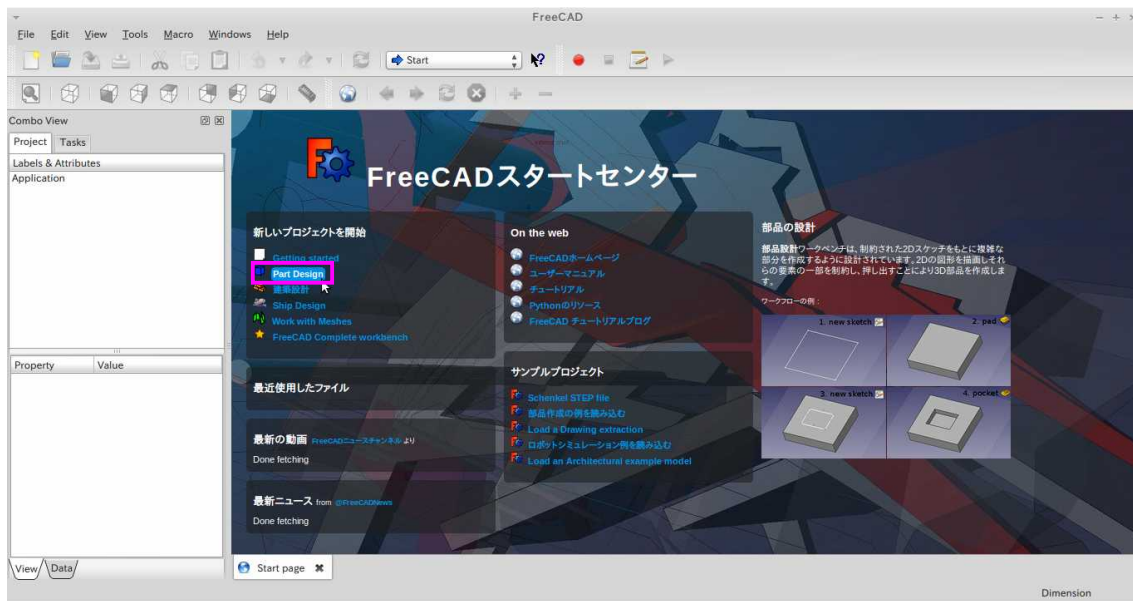 FreeCAD
File Edit View Tools Macro Windows Help
Start
Combo View
Project Tasks
Labels & Attributes
Application
Property Value
View Data
FreeCADスタートセンター
新しいプロジェクトを開始
Getting started
Part Design
建築設計
Ship Design
Work with Meshes
FreeCAD Complete workbench
最近使用したファイル
最新の動画 FreeCADニュースチャンネル より
Done fetching
最新ニュース from @FreeCADNews
Done fetching
On the web
FreeCADホームページ
ユーザーマニュアル
チュートリアル
Pythonのリソース
FreeCAD チュートリアルブログ
サンプルプロジェクト
Schenkel STEP file
部品作成の例を読み込む
Load a Drawing extraction
ロボットシミュレーション例を読み込む
Load an Architectural example model
部品の設計
部品設計ワークベンチは、制約された2Dスケッチをもとに複雑な
部分を作成するように設計されています。2Dの図形を描画しそれ
らの要素の一部を制約し、押し出すことにより3D部品を作成しま
す。
ワークフローの例 :
1. new sketch
2. pad
3. new sketch
4. pocket
Start page
Dimension